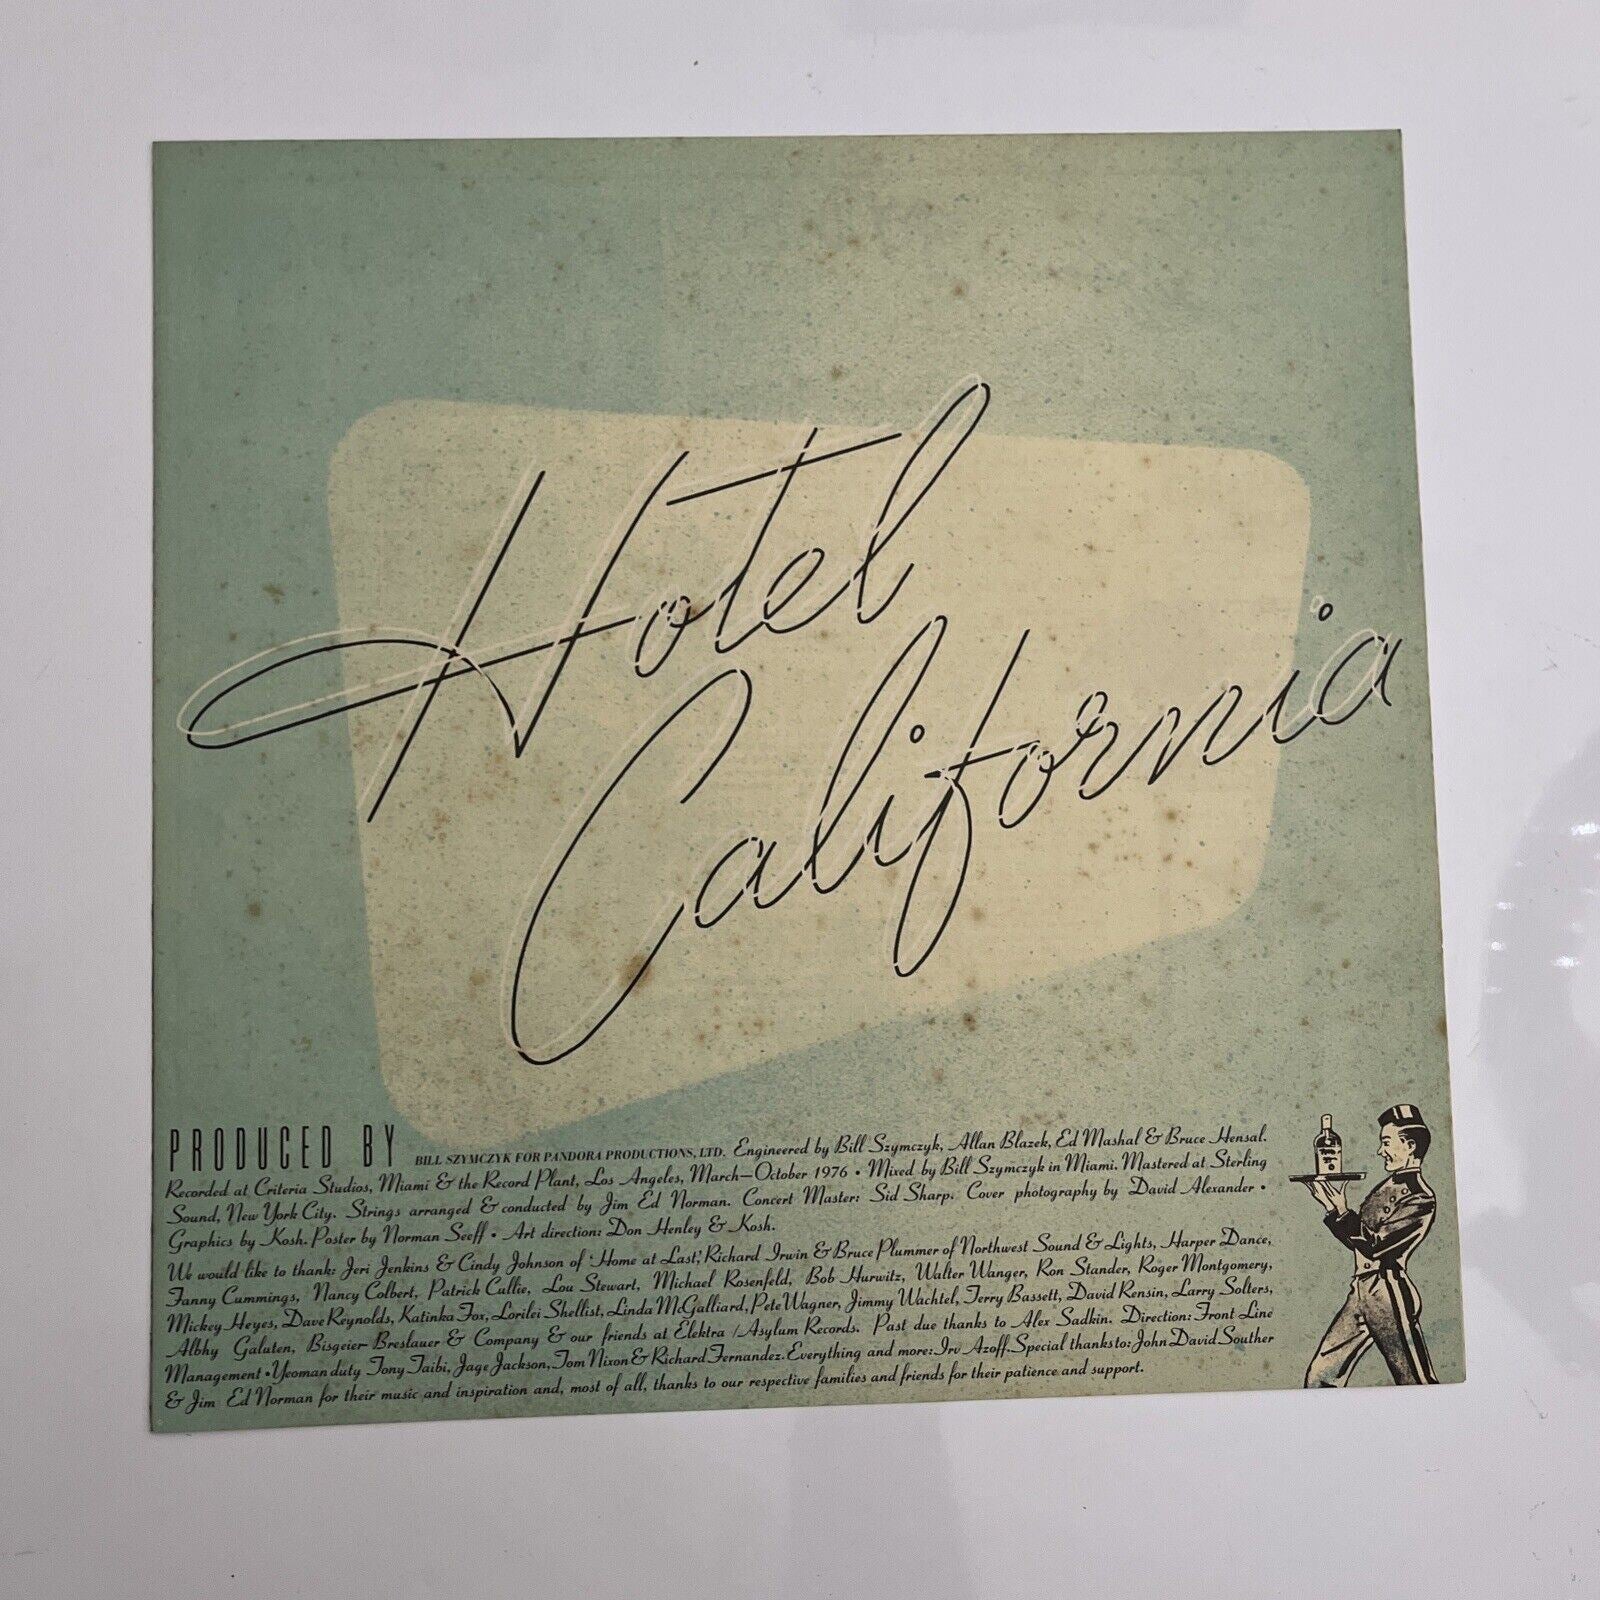 Hotel
California
PRODUCED BY BILL SZYMCZYK FOR PANDORA PRODUCTIONS, LTD. Engineered by Bill Szymczyk, Allan Blazek, Ed Mashal & Bruce Hensal.
Recorded at Criteria Studios, Miami & the Record Plant, Los Angeles, March—October 1976 • Mixed by Bill Szymczyk in Miami. Mastered at Sterling
Sound, New York City. Strings arranged & conducted by Jim Ed Norman. Concert Master: Sid Sharp. Cover photography by David Alexander •
Graphics by Kosh. Poster by Norman Seeff • Art direction: Don Henley & Kosh.
We would like to thank: Jeri Jenkins & Cindy Johnson of 'Home at Last,' Richard Irwin & Bruce Plummer of Northwest Sound & Lights, Harper Dance,
Fanny Cummings, Nancy Colbert, Patrick Cullie, Lou Stewart, Michael Rosenfeld, Bob Hurwitz, Walter Wanger, Ron Stander, Roger Montgomery,
Mickey Heyes, Dave Reynolds, Katinka Fox, Lorilei Shellist, Linda McGalliard, Pete Wagner, Jimmy Wachtel, Terry Bassett, David Rensin, Larry Solters,
Albhy Galuten, Bisgeier Breslauer & Company & our friends at Elektra / Asylum Records. Past due thanks to Alex Sadkin. Direction: Front Line
Management • Yeoman duty Tony Taibi, Jage Jackson, Tom Nixon & Richard Fernandez. Everything and more: Irv Azoff. Special thanks to: John David Souther
& Jim Ed Norman for their music and inspiration and, most of all, thanks to our respective families and friends for their patience and support.